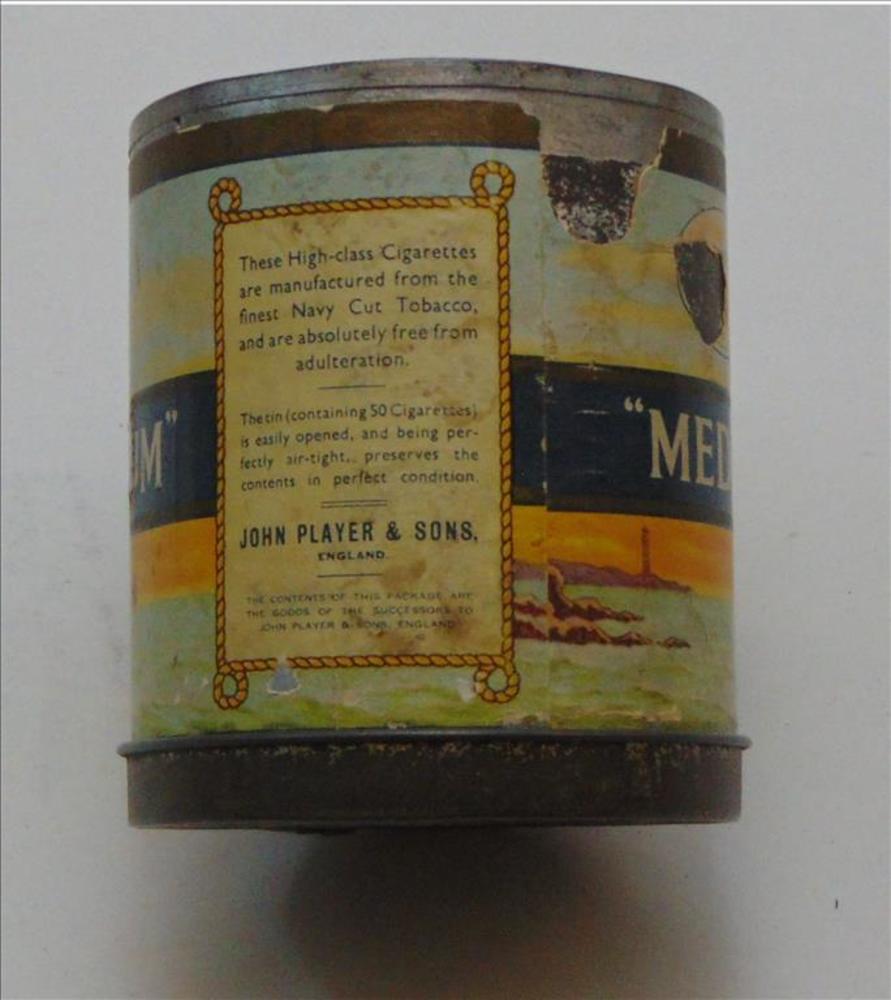 These High-class Cigarettes
are manufactured from the
finest Navy Cut Tobacco,
and are absolutely free from
adulteration.
The tin (containing 50 Cigarettes)
is easily opened, and being per-
fectly air-tight, preserves the
contents in perfect condition.
JOHN PLAYER & SONS,
ENGLAND.
THE CONTENTS OF THIS PACKAGE ARE
THE GOODS OF THE SUCCESSORS TO
JOHN PLAYER & SONS, ENGLAND
UM"
"MED